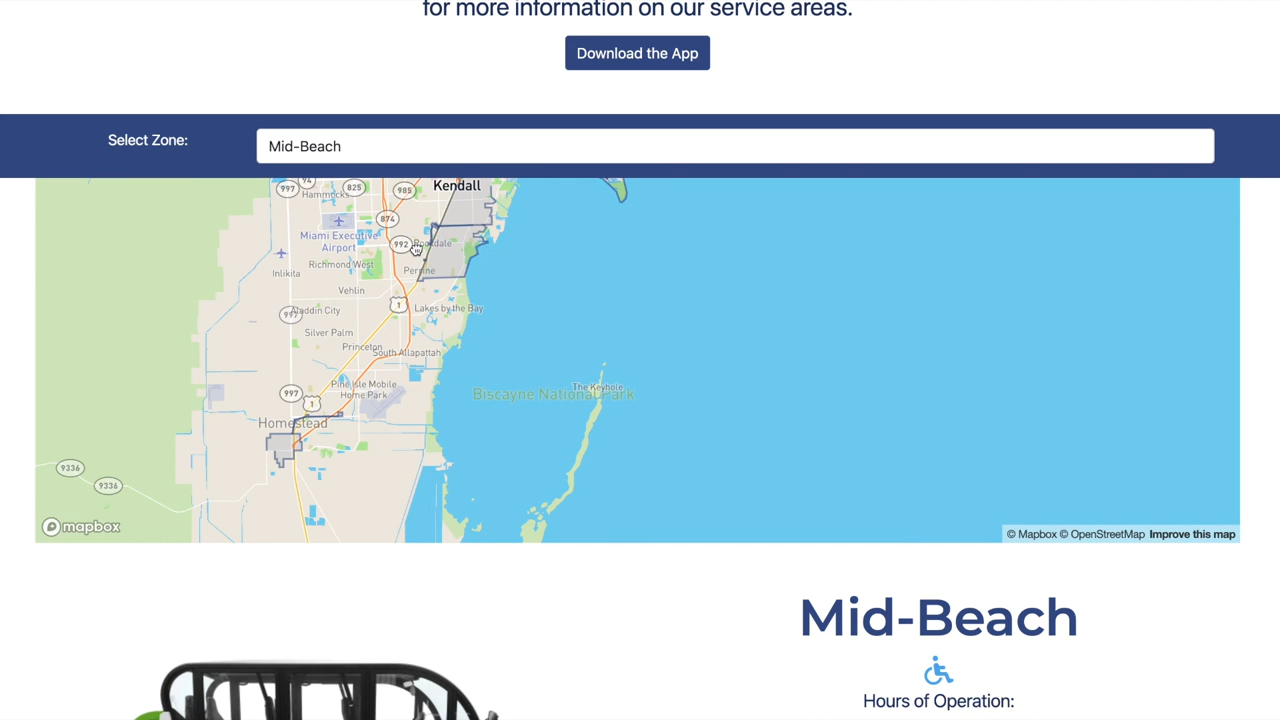 for more information on our service areas.
Download the App
Select Zone:
Mid-Beach
94
997
825
985
Kendall
Hammocks
874
Miami Executive
Airport
992
Richmond West
Perrine
Inlikita
Vehlin
997
Aladdin City
1
Lakes by the Bay
Silver Palm
Princeton
South Allapattah
997
Pine Isle Mobile
Home Park
The Keyhole
Biscayne National Park
1
Homestead
9336
9336
mapbox
© Mapbox © OpenStreetMap Improve this map
Mid-Beach
Hours of Operation: